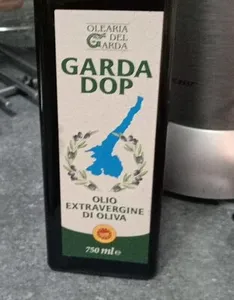 OLEARIA
DEL
GARDA
GARDA
DOP
OLIO
EXTRAVERGINE
DI OLIVA
750 ml e